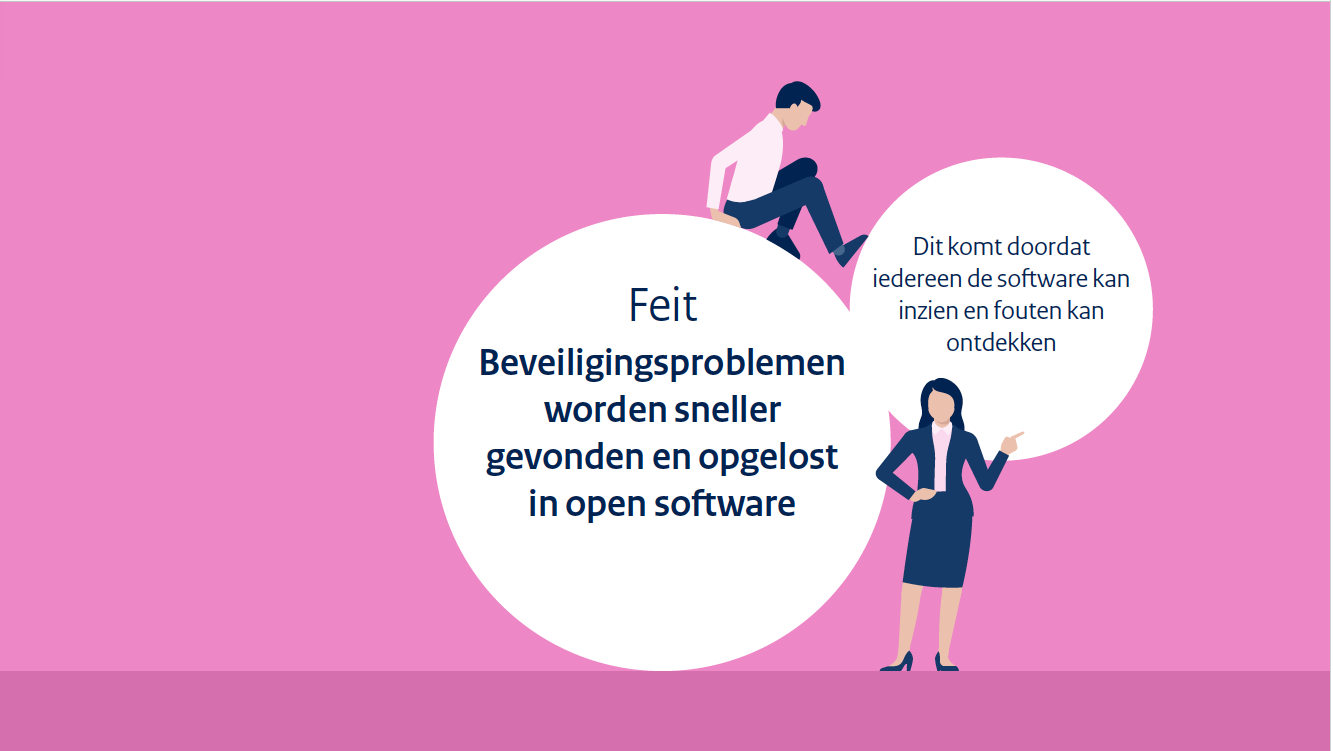 Feit
Beveiligingsproblemen
worden sneller
gevonden en opgelost
in open software
Dit komt doordat
iedereen de software kan
inzien en fouten kan
ontdekken